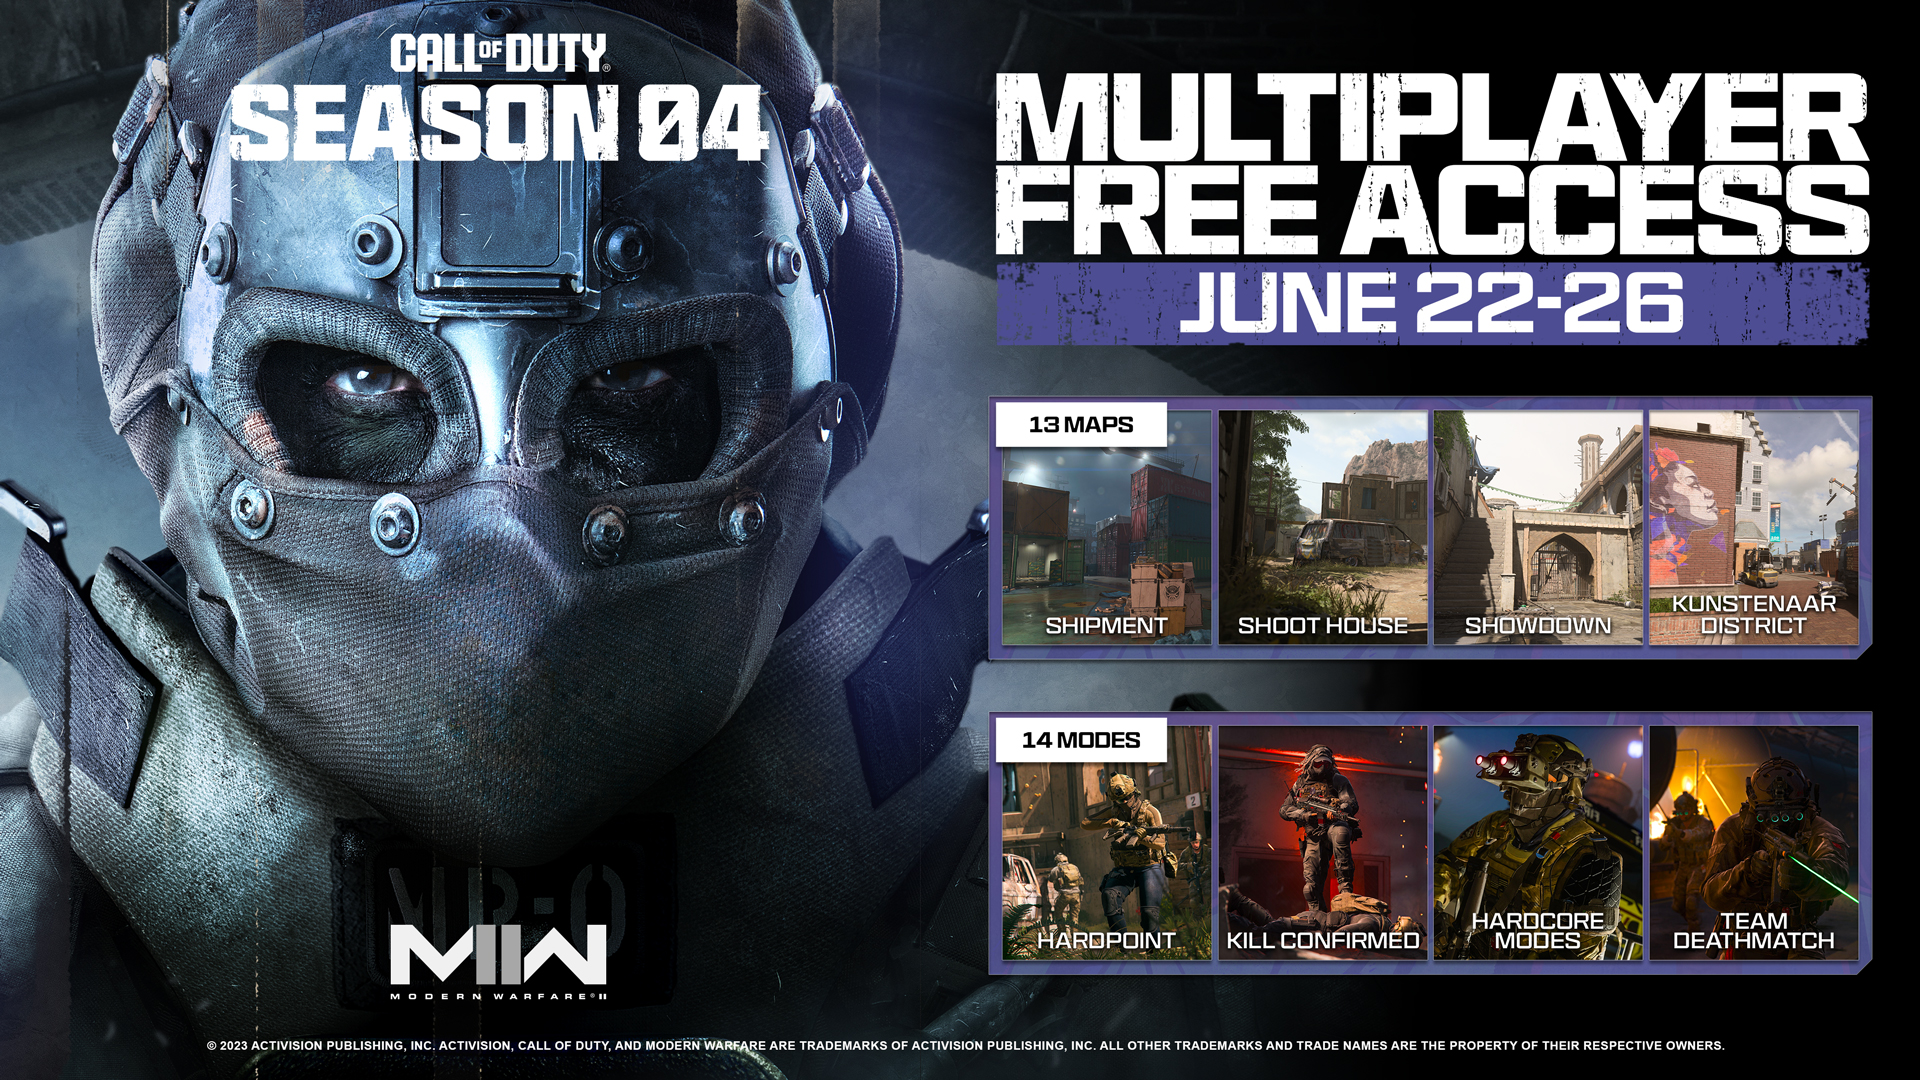 CALL OF DUTY®
SEASON 04
MULTIPLAYER
FREE ACCESS
JUNE 22-26
13 MAPS
SHIPMENT
SHOOT HOUSE
SHOWDOWN
KUNSTENAAR
DISTRICT
14 MODES
2
HARDPOINT
KILL CONFIRMED
HARDCORE
MODES
TEAM
DEATHMATCH
MWII
MODERN WARFARE® II
© 2023 ACTIVISION PUBLISHING, INC. ACTIVISION, CALL OF DUTY, AND MODERN WARFARE ARE TRADEMARKS OF ACTIVISION PUBLISHING, INC. ALL OTHER TRADEMARKS AND TRADE NAMES ARE THE PROPERTY OF THEIR RESPECTIVE OWNERS.